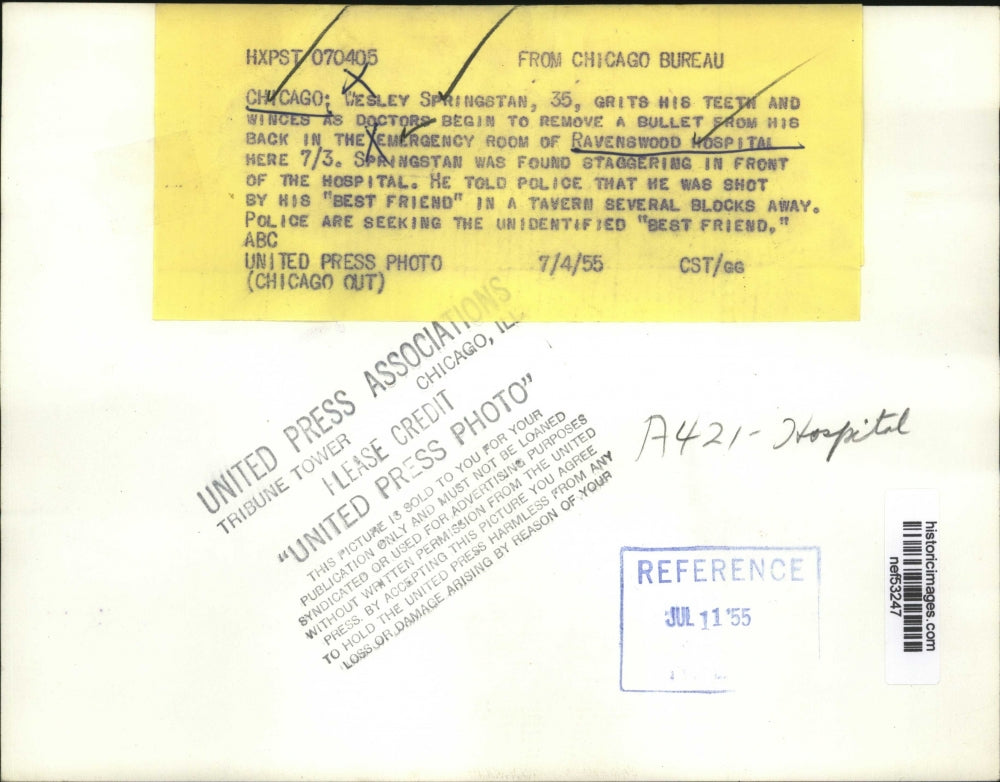 HXPST 070405 FROM CHICAGO BUREAU
CHICAGO; WESLEY SPRINGSTAN, 35, GRITS HIS TEETH AND
WINCES AS DOCTORS BEGIN TO REMOVE A BULLET FROM HIS
BACK IN THE EMERGENCY ROOM OF RAVENSWOOD HOSPITAL
HERE 7/3. SPRINGSTAN WAS FOUND STAGGERING IN FRONT
OF THE HOSPITAL. HE TOLD POLICE THAT HE WAS SHOT
BY HIS "BEST FRIEND" IN A TAVERN SEVERAL BLOCKS AWAY.
POLICE ARE SEEKING THE UNIDENTIFIED "BEST FRIEND."
ABC
UNITED PRESS PHOTO 7/4/55 CST/GG
(CHICAGO OUT)
UNITED PRESS ASSOCIATIONS
TRIBUNE TOWER CHICAGO, ILL
PLEASE CREDIT
"UNITED PRESS PHOTO"
THIS PICTURE IS SOLD TO YOU FOR YOUR
PUBLICATION ONLY AND MUST NOT BE LOANED
SYNDICATED OR USED FOR ADVERTISING PURPOSES
WITHOUT WRITTEN PERMISSION FROM THE UNITED
PRESS. BY ACCEPTING THIS PICTURE YOU AGREE
TO HOLD THE UNITED PRESS HARMLESS FROM ANY
LOSS OR DAMAGE ARISING BY REASON OF YOUR
A421- Hospital
REFERENCE
JUL 11 '55
historicimages.com
nef53247